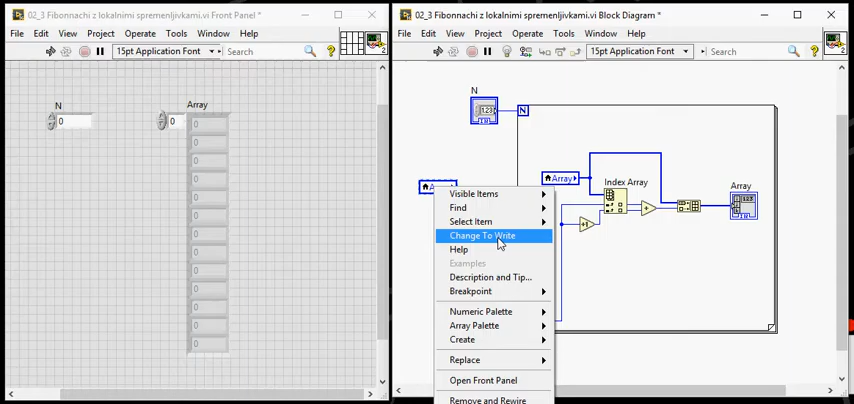 02_3 Fibonnachi z lokalnimi spremenljivkami.vi Front Panel *
File Edit View Project Operate Tools Window Help
15pt Application Font
Search
N
0
Array
0
0
0
0
0
0
0
0
0
0
0
0
0
0
02_3 Fibonnachi z lokalnimi spremenljivkami.vi Block Diagram *
File Edit View Project Operate Tools Window Help
15pt Application Font
Search
N
1.23
N
Array
Index Array
+1
+
Array
123
Visible Items
Find
Select Item
Change To Write
Help
Examples
Description and Tip...
Breakpoint
Numeric Palette
Array Palette
Create
Replace
Open Front Panel
Remove and Rewire